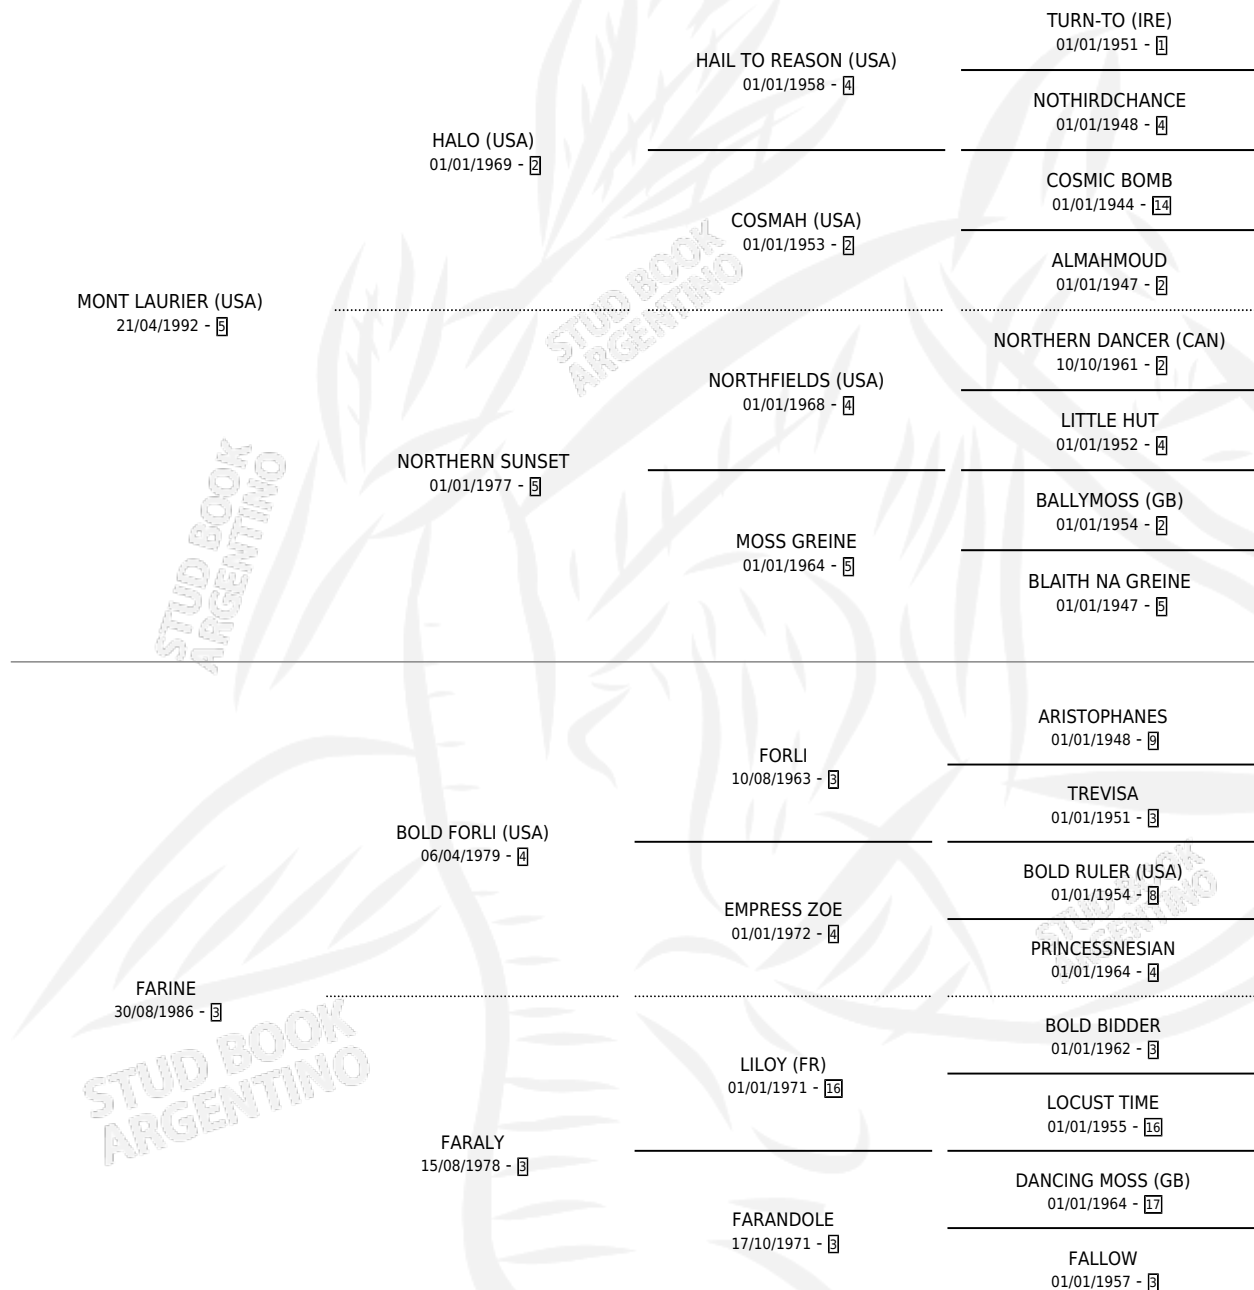 TURN-TO (IRE)
01/01/1951 - 1
HAIL TO REASON (USA)
01/01/1958 - 4
NOTHIRDCHANCE
01/01/1948 - 4
HALO (USA)
01/01/1969 - 2
COSMIC BOMB
01/01/1944 - 14
COSMAH (USA)
01/01/1953 - 2
ALMAHMOUD
01/01/1947 - 2
MONT LAURIER (USA)
21/04/1992 - 5
STUD BOOK
ARGENTINO
NORTHERN DANCER (CAN)
10/10/1961 - 2
NORTHFIELDS (USA)
01/01/1968 - 4
LITTLE HUT
01/01/1952 - 4
NORTHERN SUNSET
01/01/1977 - 5
BALLYMOSS (GB)
01/01/1954 - 2
MOSS GREINE
01/01/1964 - 5
BLAITH NA GREINE
01/01/1947 - 5
STUD BOOK
ARGENTINO
ARISTOPHANES
01/01/1948 - 9
FORLI
10/08/1963 - 3
TREVISA
01/01/1951 - 3
BOLD FORLI (USA)
06/04/1979 - 4
BOLD RULER (USA)
01/01/1954 - 8
EMPRESS ZOE
01/01/1972 - 4
PRINCESSNESIAN
01/01/1964 - 4
STUD BOOK
ARGENTINO
FARINE
30/08/1986 - 3
BOLD BIDDER
01/01/1962 - 3
LILOY (FR)
01/01/1971 - 16
LOCUST TIME
01/01/1955 - 16
STUD BOOK
ARGENTINO
FARALY
15/08/1978 - 3
DANCING MOSS (GB)
01/01/1964 - 17
FARANDOLE
17/10/1971 - 3
FALLOW
01/01/1957 - 3